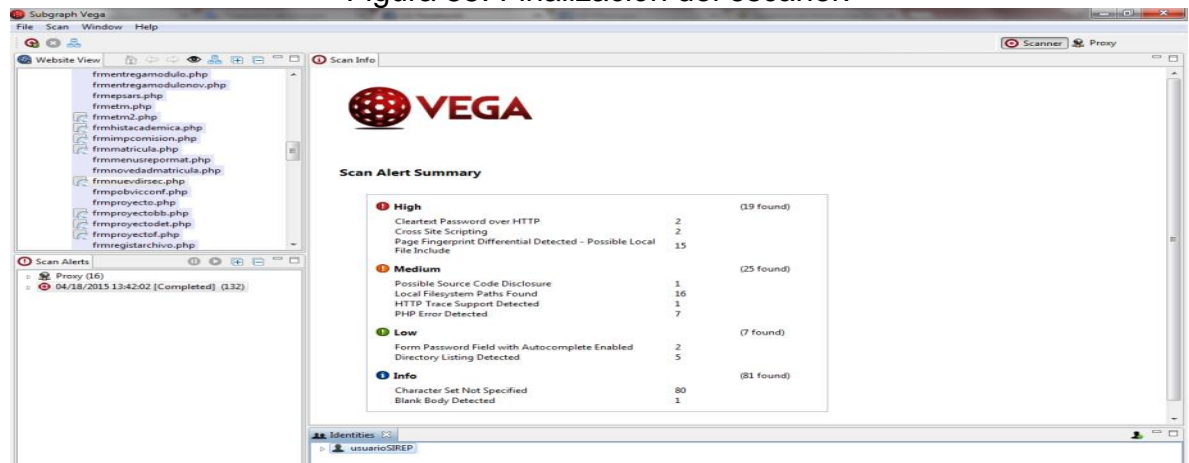 Subgraph Vega
File Scan Window Help
Scanner Proxy
Website View
frmentregamodulo.php
frmentregamodulonov.php
frmepsars.php
frmetm.php
frmetm2.php
frmhistacademica.php
frmimpcomision.php
frmmatricula.php
frmmenusrepormat.php
frmnovedadmatricula.php
frmnuevdirsec.php
frmpobvicconf.php
frmproyecto.php
frmproyectobb.php
frmproyectodet.php
frmproyectof.php
frmregistarchivo.php
Scan Alerts
Proxy (16)
04/18/2015 13:42:02 [Completed] (132)
Scan Info
VEGA
Scan Alert Summary
High (19 found)
Cleartext Password over HTTP 2
Cross Site Scripting 2
Page Fingerprint Differential Detected - Possible Local
File Include 15
Medium (25 found)
Possible Source Code Disclosure 1
Local Filesystem Paths Found 16
HTTP Trace Support Detected 1
PHP Error Detected 7
Low (7 found)
Form Password Field with Autocomplete Enabled 2
Directory Listing Detected 5
Info (81 found)
Character Set Not Specified 80
Blank Body Detected 1
Identities
usuarioSIREP